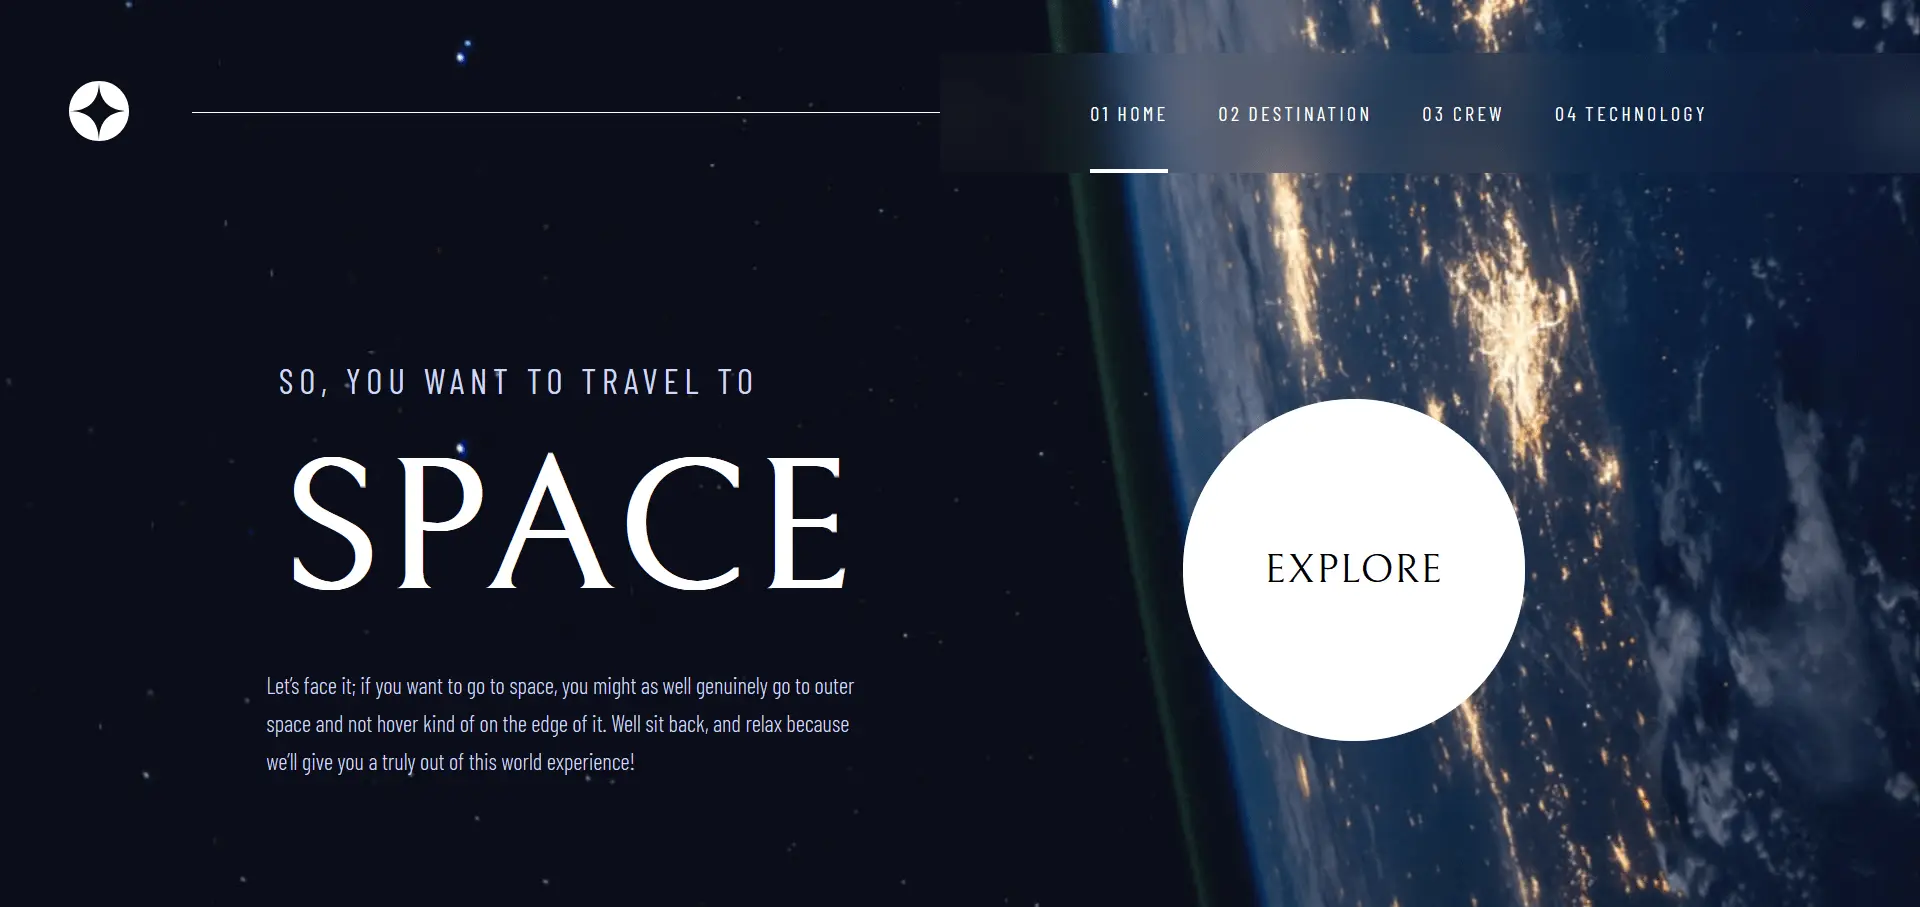 01 HOME 02 DESTINATION 03 CREW 04 TECHNOLOGY
SO, YOU WANT TO TRAVEL TO
SPACE
Let’s face it; if you want to go to space, you might as well genuinely go to outer
space and not hover kind of on the edge of it. Well sit back, and relax because
we’ll give you a truly out of this world experience!
EXPLORE